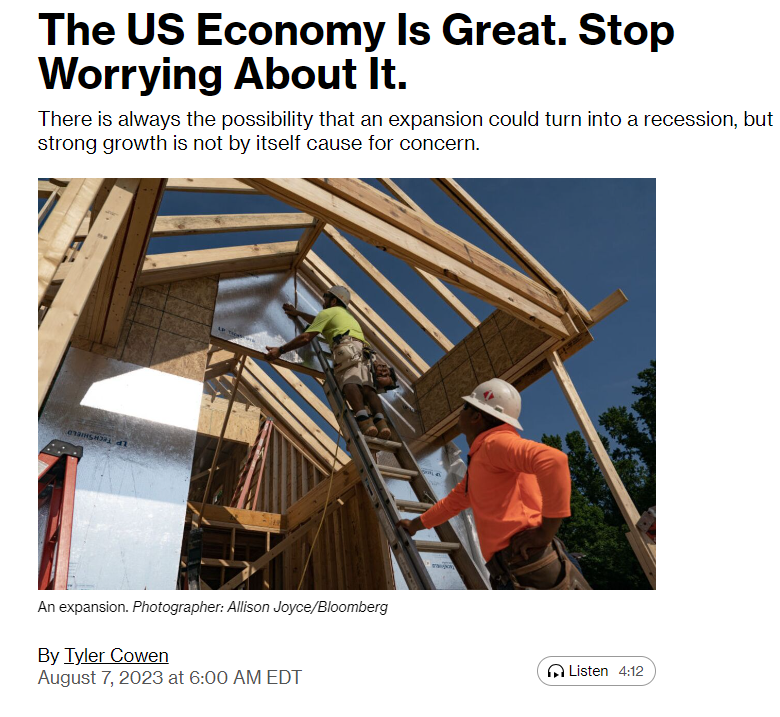 The US Economy Is Great. Stop
Worrying About It.
There is always the possibility that an expansion could turn into a recession, but
strong growth is not by itself cause for concern.
An expansion. Photographer: Allison Joyce/Bloomberg
By Tyler Cowen
August 7, 2023 at 6:00 AM EDT
Listen 4:12